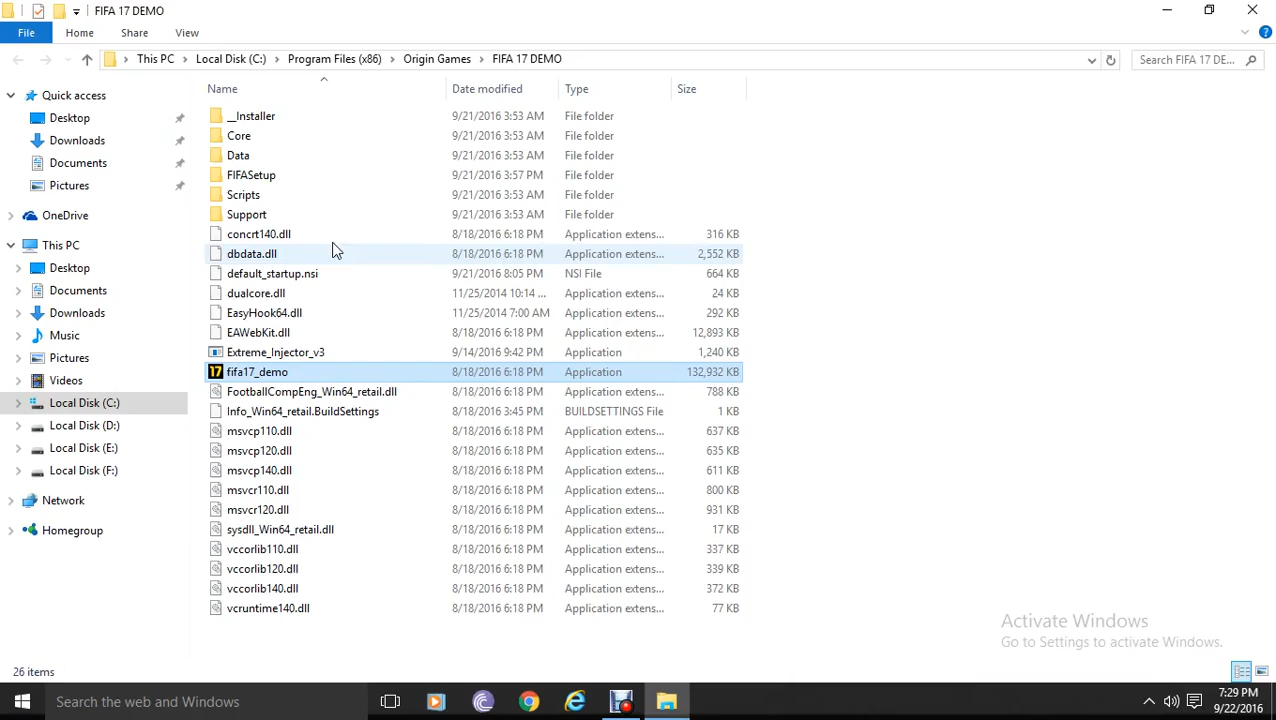 FIFA 17 DEMO
File Home Share View
This PC Local Disk (C:) Program Files (x86) Origin Games FIFA 17 DEMO Search FIFA 17 DE...
Name Date modified Type Size
Quick access
Desktop
Downloads
Documents
Pictures
OneDrive
This PC
Desktop
Documents
Downloads
Music
Pictures
Videos
Local Disk (C:)
Local Disk (D:)
Local Disk (E:)
Local Disk (F:)
Network
Homegroup
__Installer 9/21/2016 3:53 AM File folder
Core 9/21/2016 3:53 AM File folder
Data 9/21/2016 3:53 AM File folder
FIFASetup 9/21/2016 3:57 PM File folder
Scripts 9/21/2016 3:53 AM File folder
Support 9/21/2016 3:53 AM File folder
concrt140.dll 8/18/2016 6:18 PM Application extens... 316 KB
dbdata.dll 8/18/2016 6:18 PM Application extens... 2,552 KB
default_startup.nsi 9/21/2016 8:05 PM NSI File 664 KB
dualcore.dll 11/25/2014 10:14 ... Application extens... 24 KB
EasyHook64.dll 11/25/2014 7:00 AM Application extens... 292 KB
EAWebKit.dll 8/18/2016 6:18 PM Application extens... 12,893 KB
Extreme_Injector_v3 9/14/2016 9:42 PM Application 1,240 KB
17 fifa17_demo 8/18/2016 6:18 PM Application 132,932 KB
FootballCompEng_Win64_retail.dll 8/18/2016 6:18 PM Application extens... 788 KB
Info_Win64_retail.BuildSettings 8/18/2016 3:45 PM BUILDSETTINGS File 1 KB
msvcp110.dll 8/18/2016 6:18 PM Application extens... 637 KB
msvcp120.dll 8/18/2016 6:18 PM Application extens... 635 KB
msvcp140.dll 8/18/2016 6:18 PM Application extens... 611 KB
msvcr110.dll 8/18/2016 6:18 PM Application extens... 800 KB
msvcr120.dll 8/18/2016 6:18 PM Application extens... 931 KB
sysdll_Win64_retail.dll 8/18/2016 6:18 PM Application extens... 17 KB
vccorlib110.dll 8/18/2016 6:18 PM Application extens... 337 KB
vccorlib120.dll 8/18/2016 6:18 PM Application extens... 339 KB
vccorlib140.dll 8/18/2016 6:18 PM Application extens... 372 KB
vcruntime140.dll 8/18/2016 6:18 PM Application extens... 77 KB
Activate Windows
Go to Settings to activate Windows.
26 items
Search the web and Windows
7:29 PM
9/22/2016